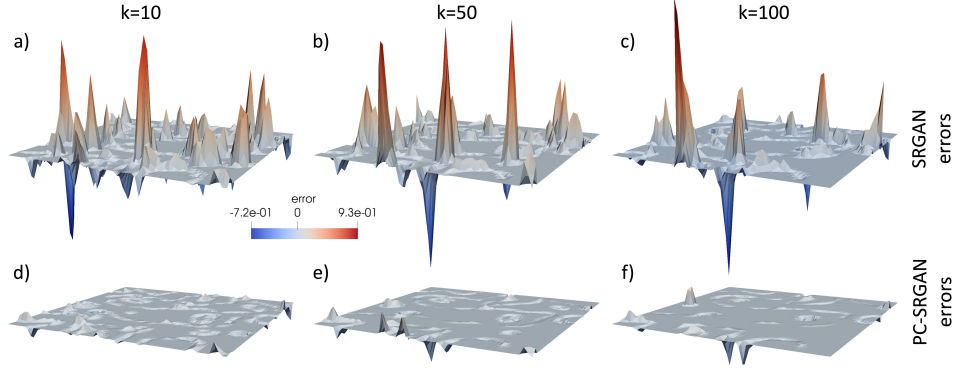 k=10
k=50
k=100
a)
b)
c)
SRGAN
errors
error
-7.2e-01 0 9.3e-01
d)
e)
f)
PC-SRGAN
errors